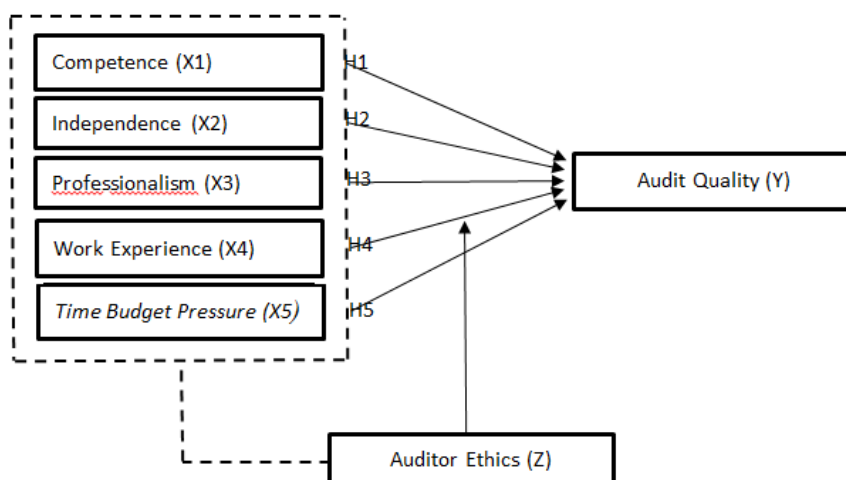 Competence (X1)
H1
Independence (X2)
H2
Professionalism (X3)
H3
Audit Quality (Y)
Work Experience (X4)
H4
Time Budget Pressure (X5)
H5
Auditor Ethics (Z)